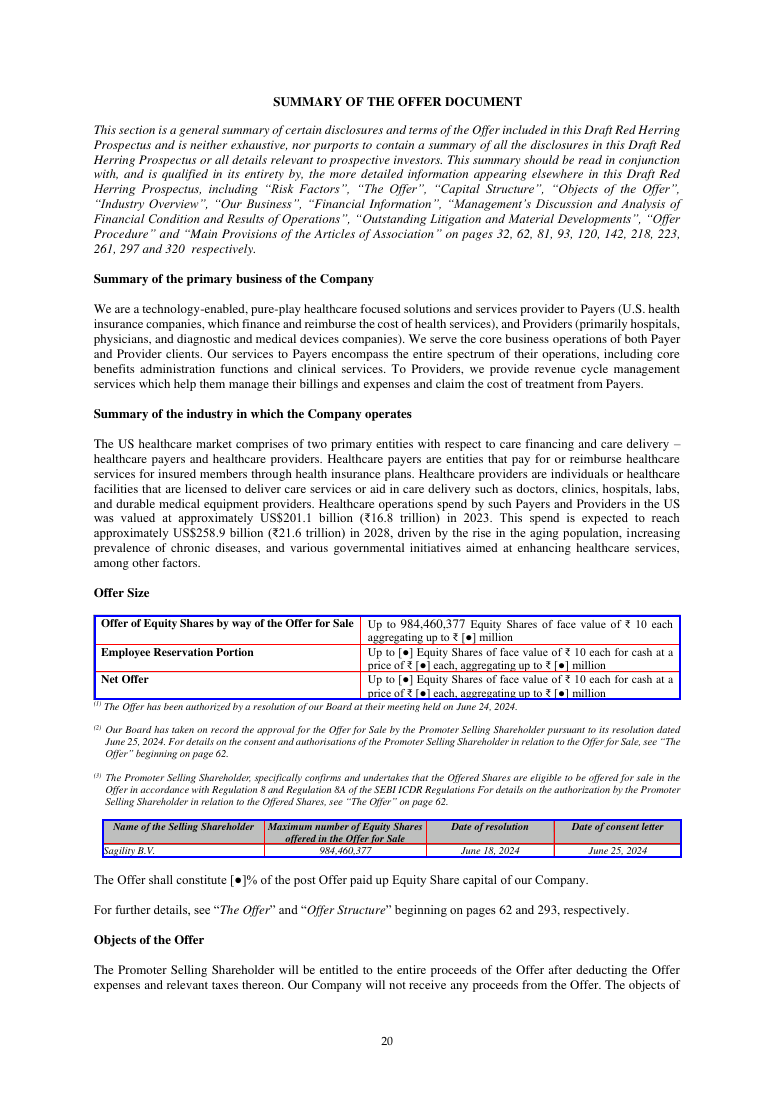 SUMMARY OF THE OFFER DOCUMENT
This section is a general summary of certain disclosures and terms of the Offer included in this Draft Red Herring
Prospectus and is neither exhaustive, nor purports to contain a summary of all the disclosures in this Draft Red
Herring Prospectus or all details relevant to prospective investors. This summary should be read in conjunction
with, and is qualified in its entirety by, the more detailed information appearing elsewhere in this Draft Red
Herring Prospectus, including “Risk Factors”, “The Offer”, “Capital Structure”, “Objects of the Offer”,
“Industry Overview”, “Our Business”, “Financial Information”, “Management’s Discussion and Analysis of
Financial Condition and Results of Operations”, “Outstanding Litigation and Material Developments”, “Offer
Procedure” and “Main Provisions of the Articles of Association” on pages 32, 62, 81, 93, 120, 142, 218, 223,
261, 297 and 320 respectively.
Summary of the primary business of the Company
We are a technology-enabled, pure-play healthcare focused solutions and services provider to Payers (U.S. health
insurance companies, which finance and reimburse the cost of health services), and Providers (primarily hospitals,
physicians, and diagnostic and medical devices companies). We serve the core business operations of both Payer
and Provider clients. Our services to Payers encompass the entire spectrum of their operations, including core
benefits administration functions and clinical services. To Providers, we provide revenue cycle management
services which help them manage their billings and expenses and claim the cost of treatment from Payers.
Summary of the industry in which the Company operates
The US healthcare market comprises of two primary entities with respect to care financing and care delivery –
healthcare payers and healthcare providers. Healthcare payers are entities that pay for or reimburse healthcare
services for insured members through health insurance plans. Healthcare providers are individuals or healthcare
facilities that are licensed to deliver care services or aid in care delivery such as doctors, clinics, hospitals, labs,
and durable medical equipment providers. Healthcare operations spend by such Payers and Providers in the US
was valued at approximately US$201.1 billion (₹16.8 trillion) in 2023. This spend is expected to reach
approximately US$258.9 billion (₹21.6 trillion) in 2028, driven by the rise in the aging population, increasing
prevalence of chronic diseases, and various governmental initiatives aimed at enhancing healthcare services,
among other factors.
Offer Size
Offer of Equity Shares by way of the Offer for Sale Up to 984,460,377 Equity Shares of face value of ₹ 10 each
aggregating up to ₹ [●] million
Employee Reservation Portion Up to [●] Equity Shares of face value of ₹ 10 each for cash at a
price of ₹ [●] each, aggregating up to ₹ [●] million
Net Offer Up to [●] Equity Shares of face value of ₹ 10 each for cash at a
price of ₹ [●] each, aggregating up to ₹ [●] million
(1) The Offer has been authorized by a resolution of our Board at their meeting held on June 24, 2024.
(2) Our Board has taken on record the approval for the Offer for Sale by the Promoter Selling Shareholder pursuant to its resolution dated
June 25, 2024. For details on the consent and authorisations of the Promoter Selling Shareholder in relation to the Offer for Sale, see “The
Offer” beginning on page 62.
(3) The Promoter Selling Shareholder, specifically confirms and undertakes that the Offered Shares are eligible to be offered for sale in the
Offer in accordance with Regulation 8 and Regulation 8A of the SEBI ICDR Regulations For details on the authorization by the Promoter
Selling Shareholder in relation to the Offered Shares, see “The Offer” on page 62.
Name of the Selling Shareholder Maximum number of Equity Shares Date of resolution Date of consent letter
offered in the Offer for Sale
Sagility B.V. 984,460,377 June 18, 2024 June 25, 2024
The Offer shall constitute [●]% of the post Offer paid up Equity Share capital of our Company.
For further details, see “The Offer” and “Offer Structure” beginning on pages 62 and 293, respectively.
Objects of the Offer
The Promoter Selling Shareholder will be entitled to the entire proceeds of the Offer after deducting the Offer
expenses and relevant taxes thereon. Our Company will not receive any proceeds from the Offer. The objects of
20